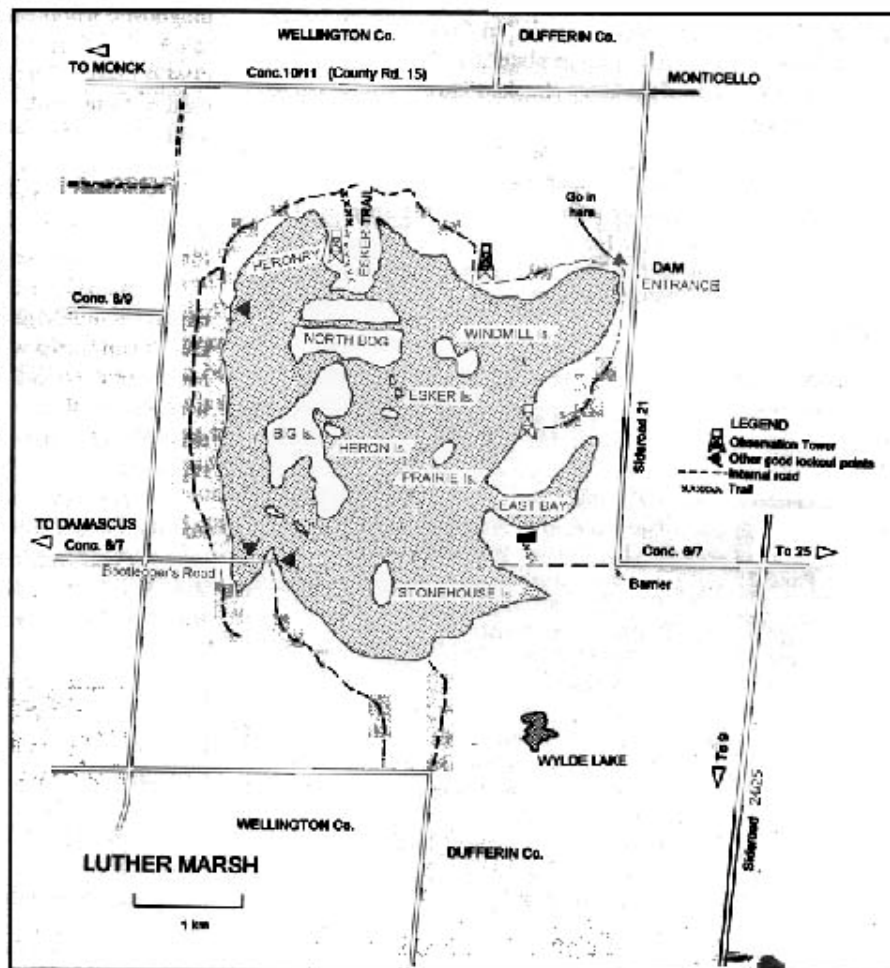 WELLINGTON Co.
DUFFERIN Co.
TO MONCK
Conc.10/11 (County Rd. 15)
MONTICELLO
Go in
here
ESKER TRAIL
HERONRY
DAM
ENTRANCE
Conc. 8/9
NORTH BOG
WINDMILL Is.
ESKER Is.
BIG Is.
HERON Is.
PRAIRIE Is.
Sideroad 21
LEGEND
Observation Tower
Other good lookout points
Internal road
Trail
EAST BAY
TO DAMASCUS
Conc. 6/7
Bootlegger's Road
Conc. 6/7
To 25
Barrier
STONEHOUSE Is.
WYLDE LAKE
To 9
Sideroad 24/25
WELLINGTON Co.
DUFFERIN Co.
LUTHER MARSH
1 km